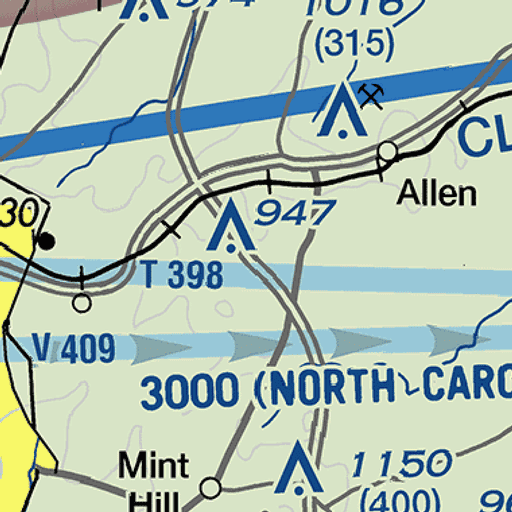 1016
(315)
CL
Allen
30
947
T 398
V 409
3000 (NORTH CARO
Mint
Hill
1150
(400)